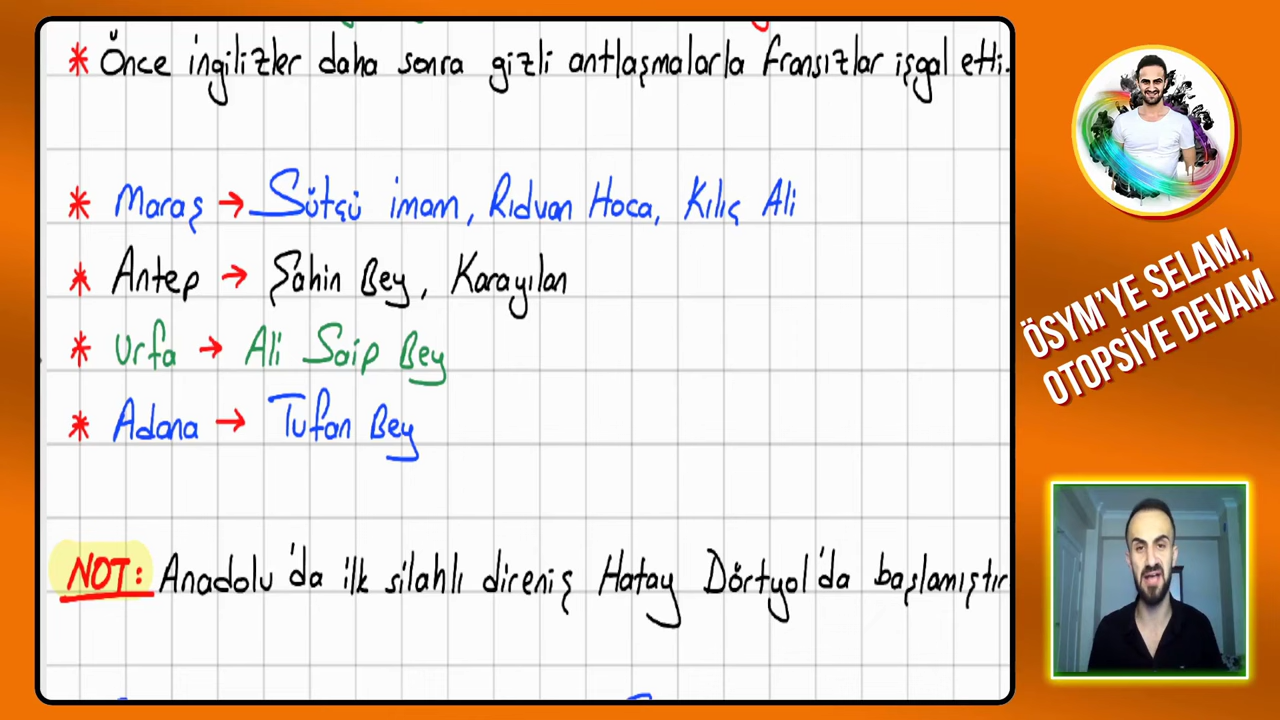 * Önce ingilizler daha sonra gizli antlaşmalarla fransızlar işgal etti.
* Maraş → Sütçü imam, Rıdvan Hoca, Kılıç Ali
* Antep → Şahin Bey, Karayılan
* Urfa → Ali Saip Bey
* Adana → Tufan Bey
NOT: Anadolu'da ilk silahlı direniş Hatay Dörtyol'da başlamıştır
ÖSYM'YE SELAM,
OTOPSİYE DEVAM